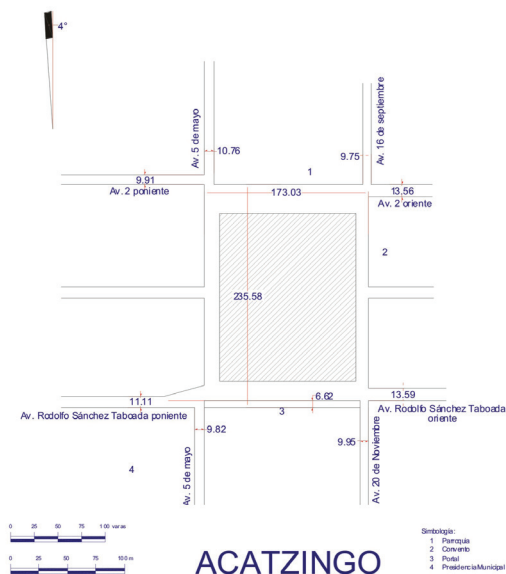 4°
Av. 5 de mayo
10.76
9.75
Av. 16 de septiembre
9.91
Av. 2 poniente
1
173.03
13.56
Av. 2 oriente
2
235.58
6.62
11.11
13.59
Av. Rodolfo Sánchez Taboada poniente
3
Av. Rodolfo Sánchez Taboada
oriente
9.82
9.95
4
Av. 5 de mayo
Av. 20 de Noviembre
0 25 50 75 100 varas
0 25 50 75 100 m
ACATZINGO
Simbología:
1 Parroquia
2 Convento
3 Portal
4 Presidencia Municipal